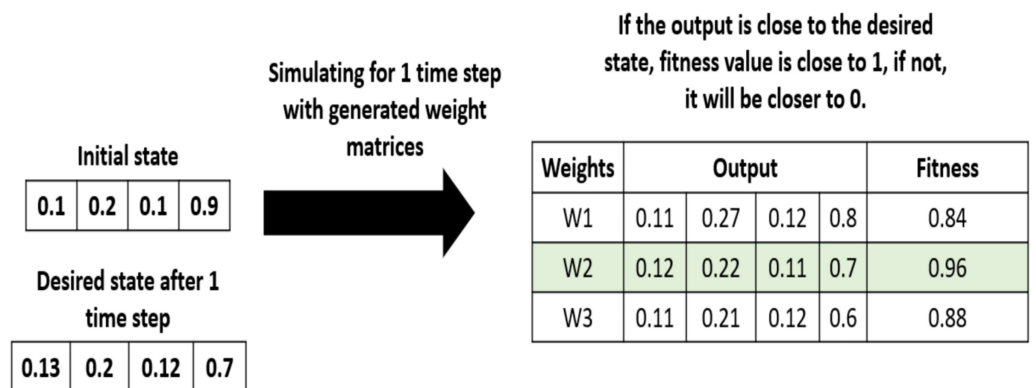 Initial state
0.1 0.2 0.1 0.9
Desired state after 1
time step
0.13 0.2 0.12 0.7
Simulating for 1 time step
with generated weight
matrices
If the output is close to the desired
state, fitness value is close to 1, if not,
it will be closer to 0.
Weights Output Fitness
W1 0.11 0.27 0.12 0.8 0.84
W2 0.12 0.22 0.11 0.7 0.96
W3 0.11 0.21 0.12 0.6 0.88